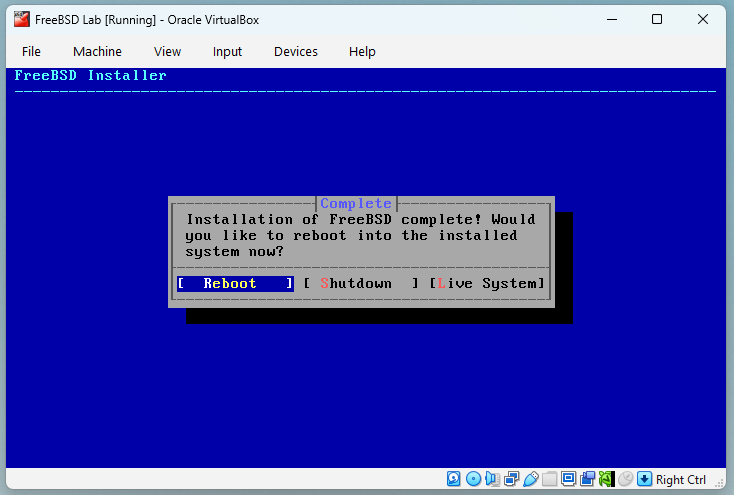 FreeBSD Lab [Running] - Oracle VirtualBox
File Machine View Input Devices Help
FreeBSD Installer
Complete
Installation of FreeBSD complete! Would
you like to reboot into the installed
system now?
[ Reboot ] [ Shutdown ] [Live System]
Right Ctrl